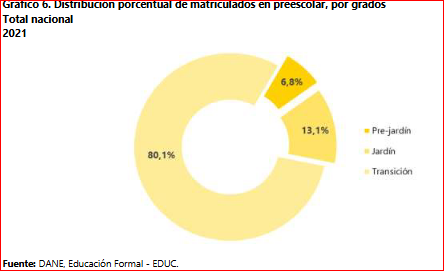 Gráfico 6. Distribución porcentual de matriculados en preescolar, por grados
Total nacional
2021
6,8%
13,1%
80,1%
Pre-jardín
Jardín
Transición
Fuente: DANE, Educación Formal - EDUC.